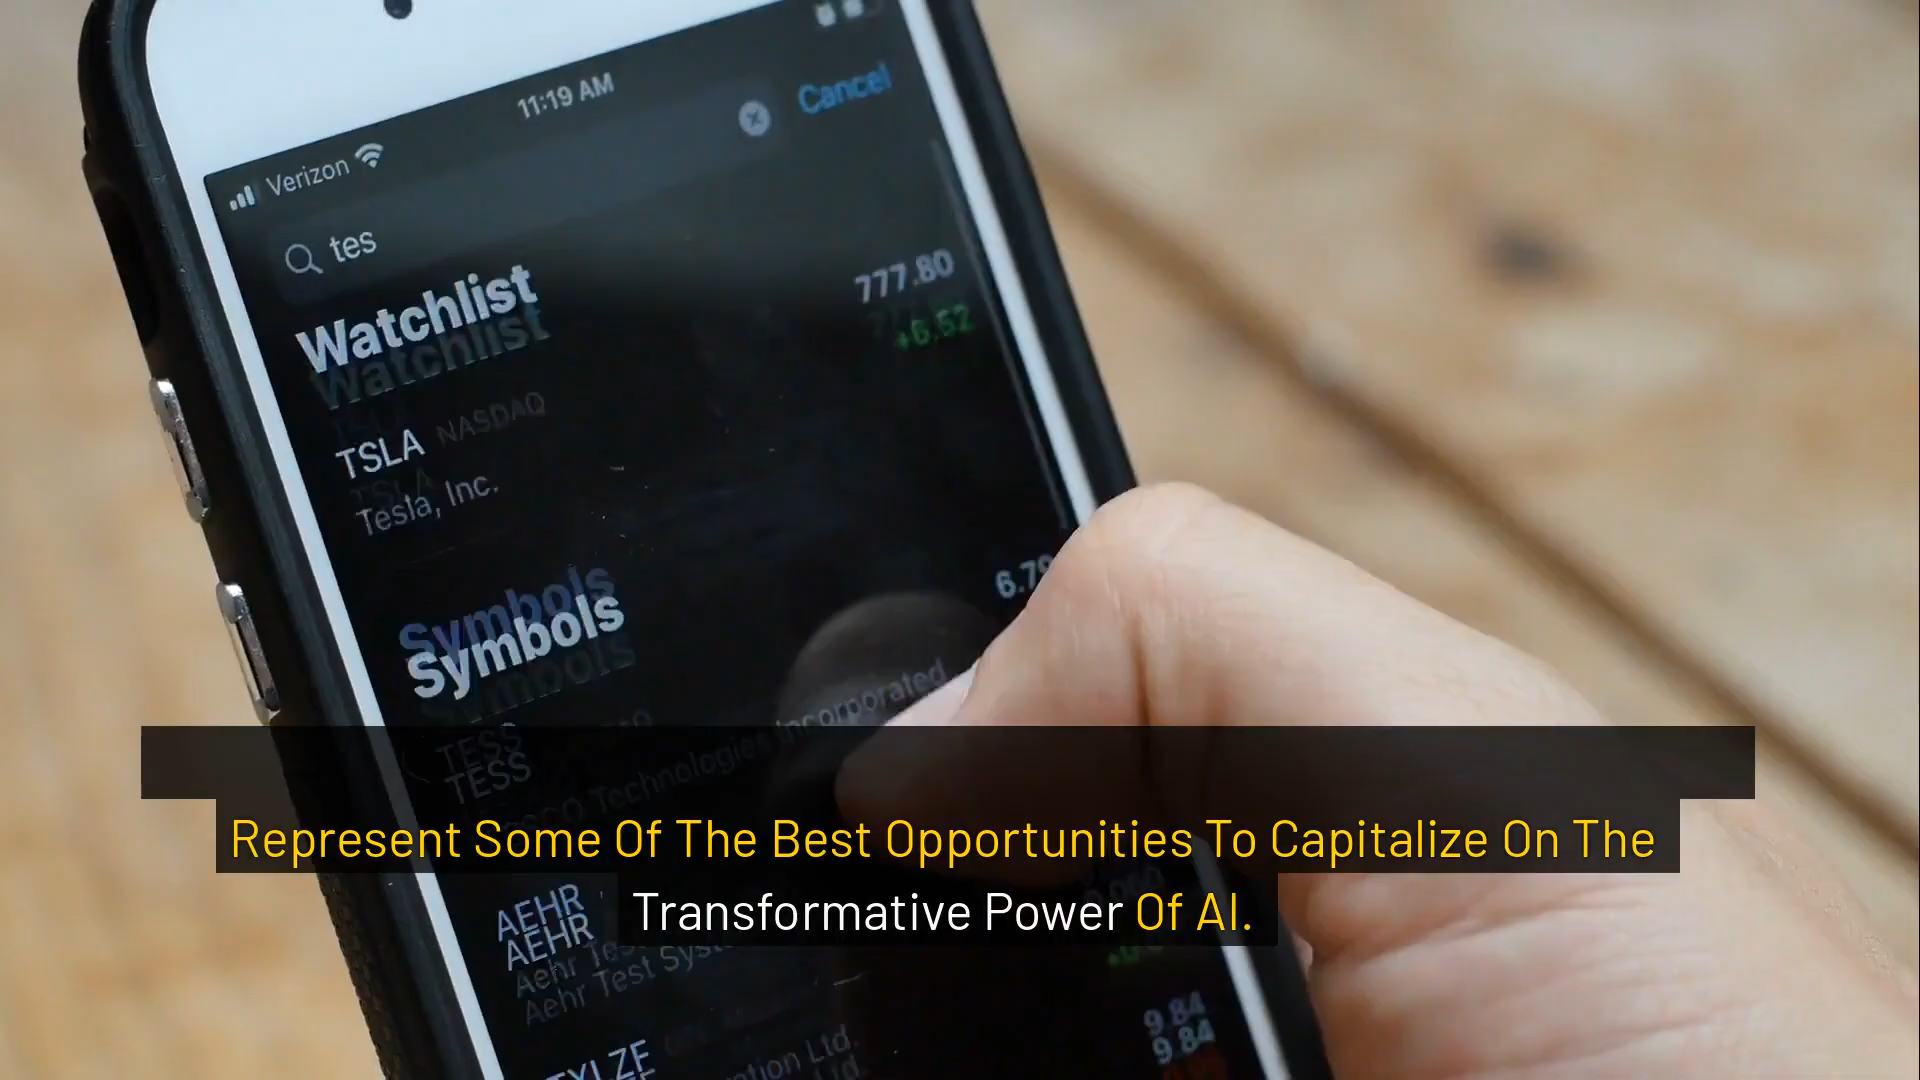 11:19 AM
Verizon
Cancel
tes
Watchlist
777.80
+6.52
TSLA NASDAQ
Tesla, Inc.
Symbols
6.79
TESS
Technologies Incorporated
Represent Some Of The Best Opportunities To Capitalize On The
Transformative Power Of AI.
AEHR
Aehr Test
9.84
Ltd.